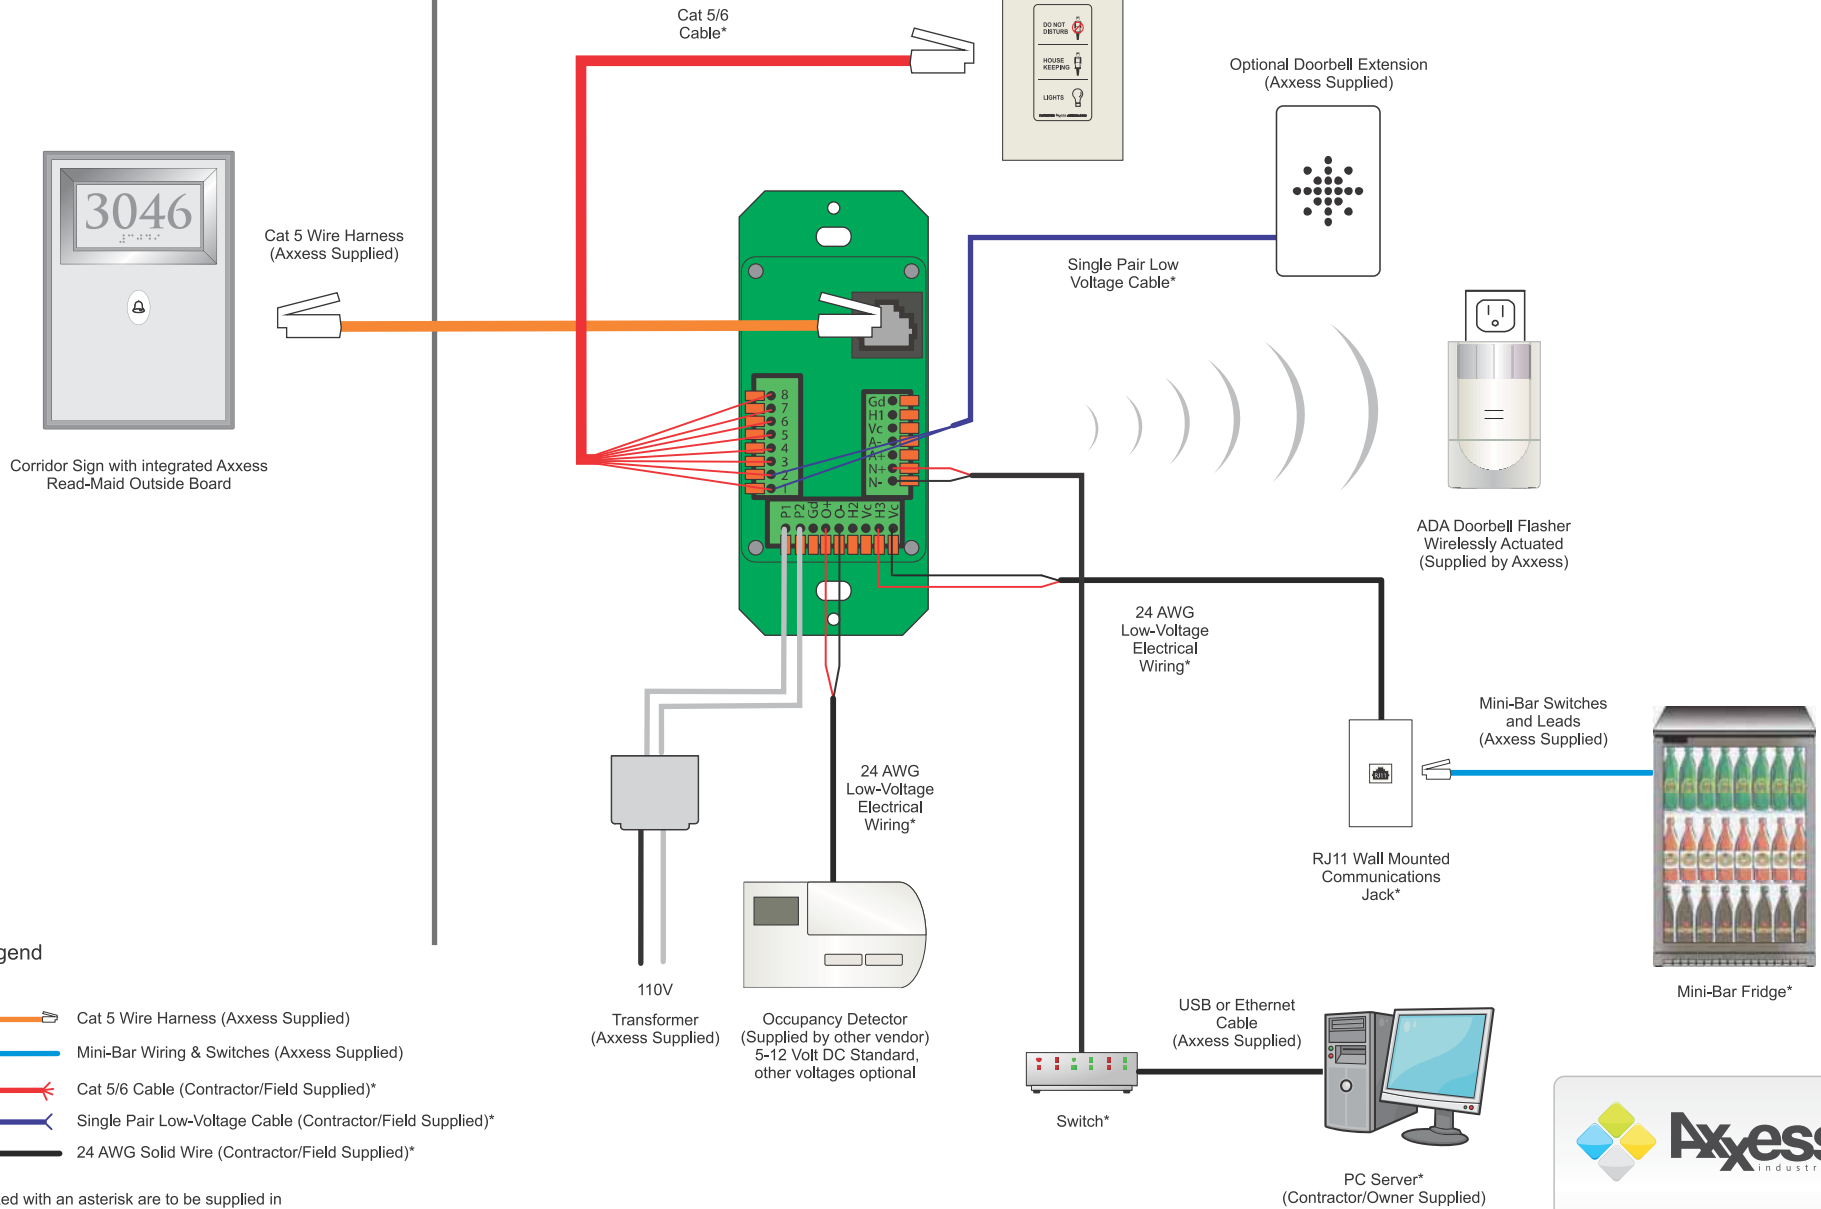 Cat 5/6
Cable*
DO NOT
DISTURB
HOUSE
KEEPING
LIGHTS
Optional Doorbell Extension
(Axxess Supplied)
3046
Cat 5 Wire Harness
(Axxess Supplied)
Single Pair Low
Voltage Cable*
Corridor Sign with integrated Axxess
Read-Maid Outside Board
8
7
6
5
4
3
2
1
Gd
H1
Vc
A-
A+
N+
N-
P1
P2
Gd
O+
O-
H2
Vc
H3
Vc
ADA Doorbell Flasher
Wirelessly Actuated
(Supplied by Axxess)
24 AWG
Low-Voltage
Electrical
Wiring*
24 AWG
Low-Voltage
Electrical
Wiring*
Mini-Bar Switches
and Leads
(Axxess Supplied)
RJ11
RJ11 Wall Mounted
Communications
Jack*
Mini-Bar Fridge*
110V
Transformer
(Axxess Supplied)
Occupancy Detector
(Supplied by other vendor)
5-12 Volt DC Standard,
other voltages optional
USB or Ethernet
Cable
(Axxess Supplied)
Switch*
PC Server*
(Contractor/Owner Supplied)
gend
Cat 5 Wire Harness (Axxess Supplied)
Mini-Bar Wiring & Switches (Axxess Supplied)
Cat 5/6 Cable (Contractor/Field Supplied)*
Single Pair Low-Voltage Cable (Contractor/Field Supplied)*
24 AWG Solid Wire (Contractor/Field Supplied)*
ed with an asterisk are to be supplied in
Axxess
industr